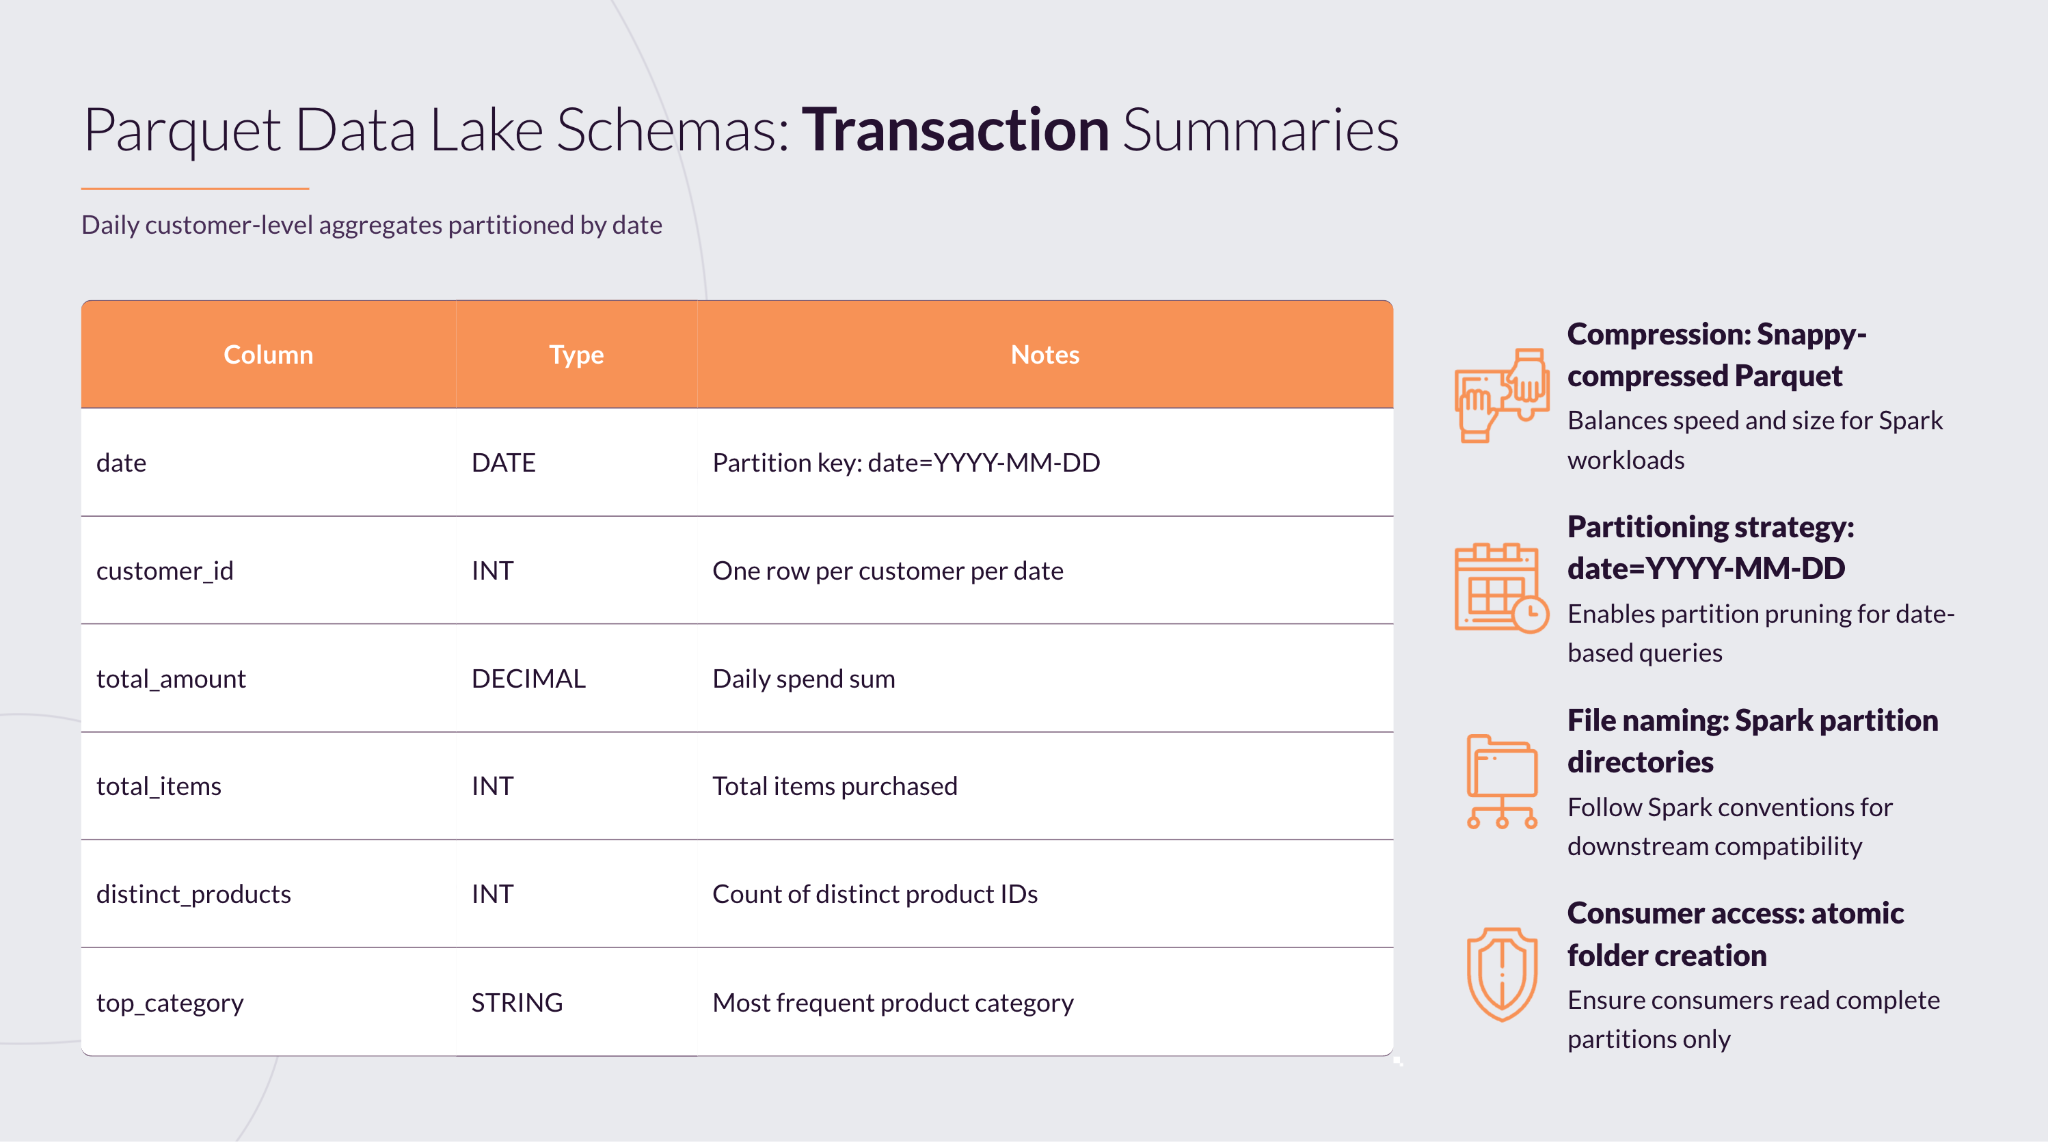 Parquet Data Lake Schemas: Transaction Summaries
Daily customer-level aggregates partitioned by date
Column Type Notes
date DATE Partition key: date=YYYY-MM-DD
customer_id INT One row per customer per date
total_amount DECIMAL Daily spend sum
total_items INT Total items purchased
distinct_products INT Count of distinct product IDs
top_category STRING Most frequent product category
Compression: Snappy-
compressed Parquet
Balances speed and size for Spark
workloads
Partitioning strategy:
date=YYYY-MM-DD
Enables partition pruning for date-
based queries
File naming: Spark partition
directories
Follow Spark conventions for
downstream compatibility
Consumer access: atomic
folder creation
Ensure consumers read complete
partitions only